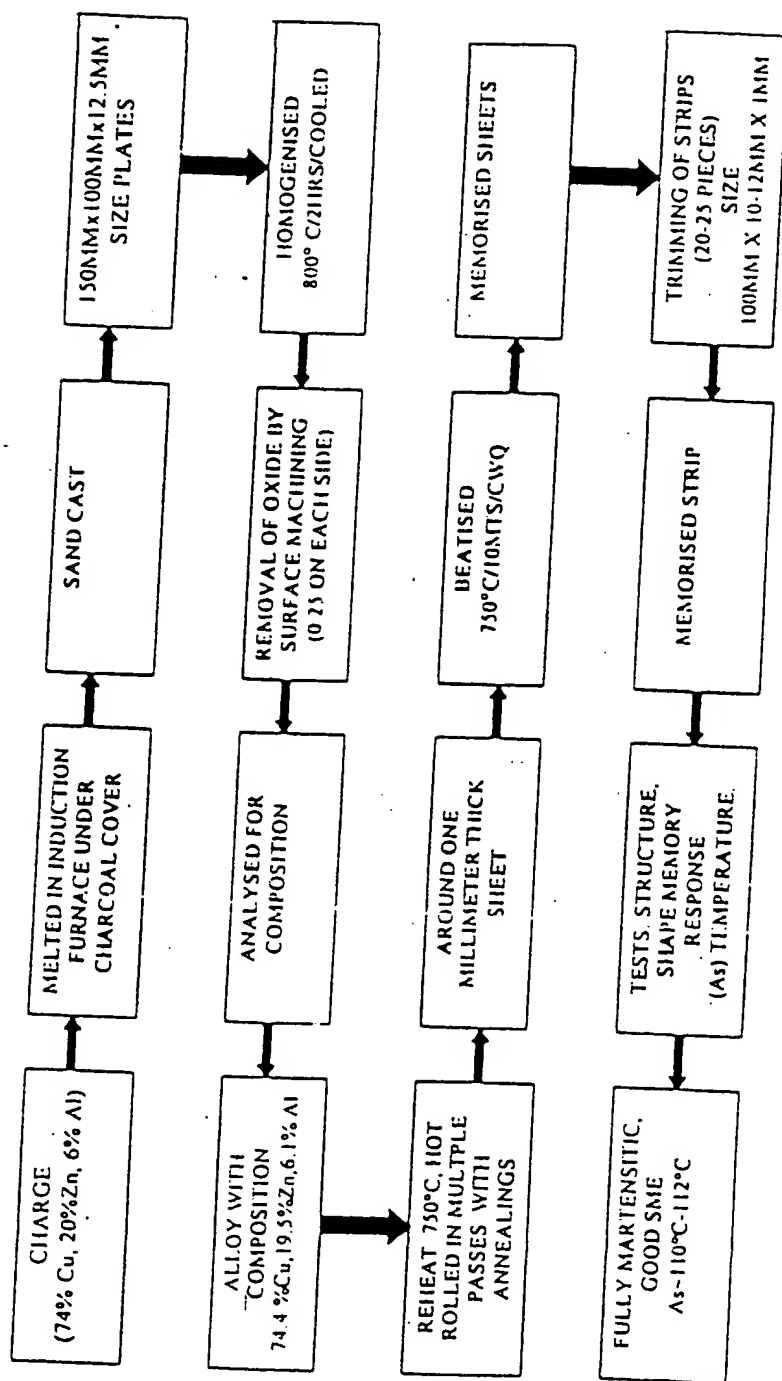 CHARGE
(74% Cu, 20%Zn, 6% Al)
MELTED IN INDUCTION
FURNACE UNDER
CHARCOAL COVER
SAND CAST
150MMx100MMx12.5MM
SIZE PLATES
HOMOGENISED
800° C/2HRS/COOLED
REMOVAL OF OXIDE BY
SURFACE MACHINING
(0.25 ON EACH SIDE)
ANALYSED FOR
COMPOSITION
ALLOY WITH
COMPOSITION
74.4 %Cu,19.5%Zn,6.1% Al
REHEAT 750°C, HOT
ROLLED IN MULTPLE
PASSES WITH
ANNEALINGS
AROUND ONE
MILLIMETER THICK
SHEET
BEATISED
750°C/10MTS/CWQ
MEMORISED SHEETS
TRIMMING OF STRIPS
(20-25 PIECES)
SIZE
100MM X 10-12MM X 1MM
MEMORISED STRIP
TESTS. STRUCTURE,
SHAPE MEMORY
RESPONSE
(As) TEMPERATURE.
FULLY MARTENSITIC,
GOOD SME
As~110°C-112°C